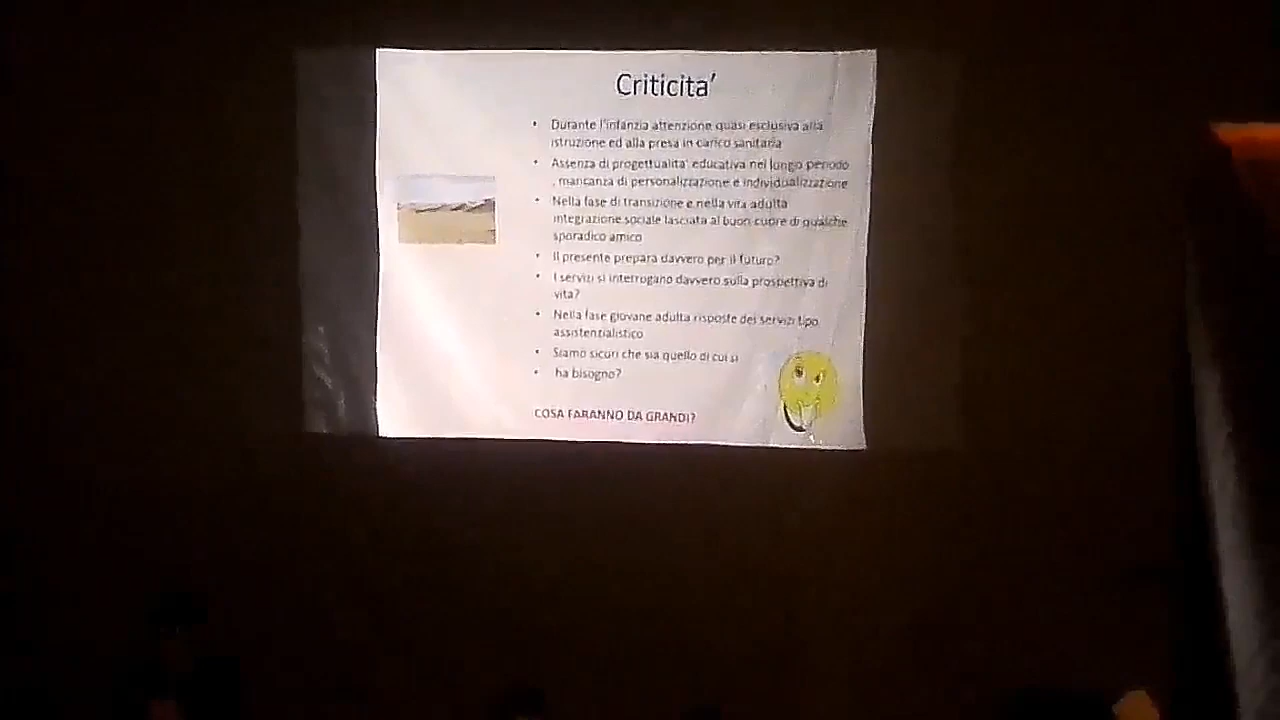 Criticita'
• Durante l'infanzia attenzione quasi esclusiva alla
istruzione ed alla presa in carico sanitaria
• Assenza di progettualita' educativa nel lungo periodo
, mancanza di personalizzazione e individualizzazione
• Nella fase di transizione e nella vita adulta
integrazione sociale lasciata al buon cuore di qualche
sporadico amico
• Il presente prepara davvero per il futuro?
• I servizi si interrogano davvero sulla prospettiva di
vita?
• Nella fase giovane adulta risposte dei servizi tipo
assistenzialistico
• Siamo sicuri che sia quello di cui si
• ha bisogno?
COSA FARANNO DA GRANDI?